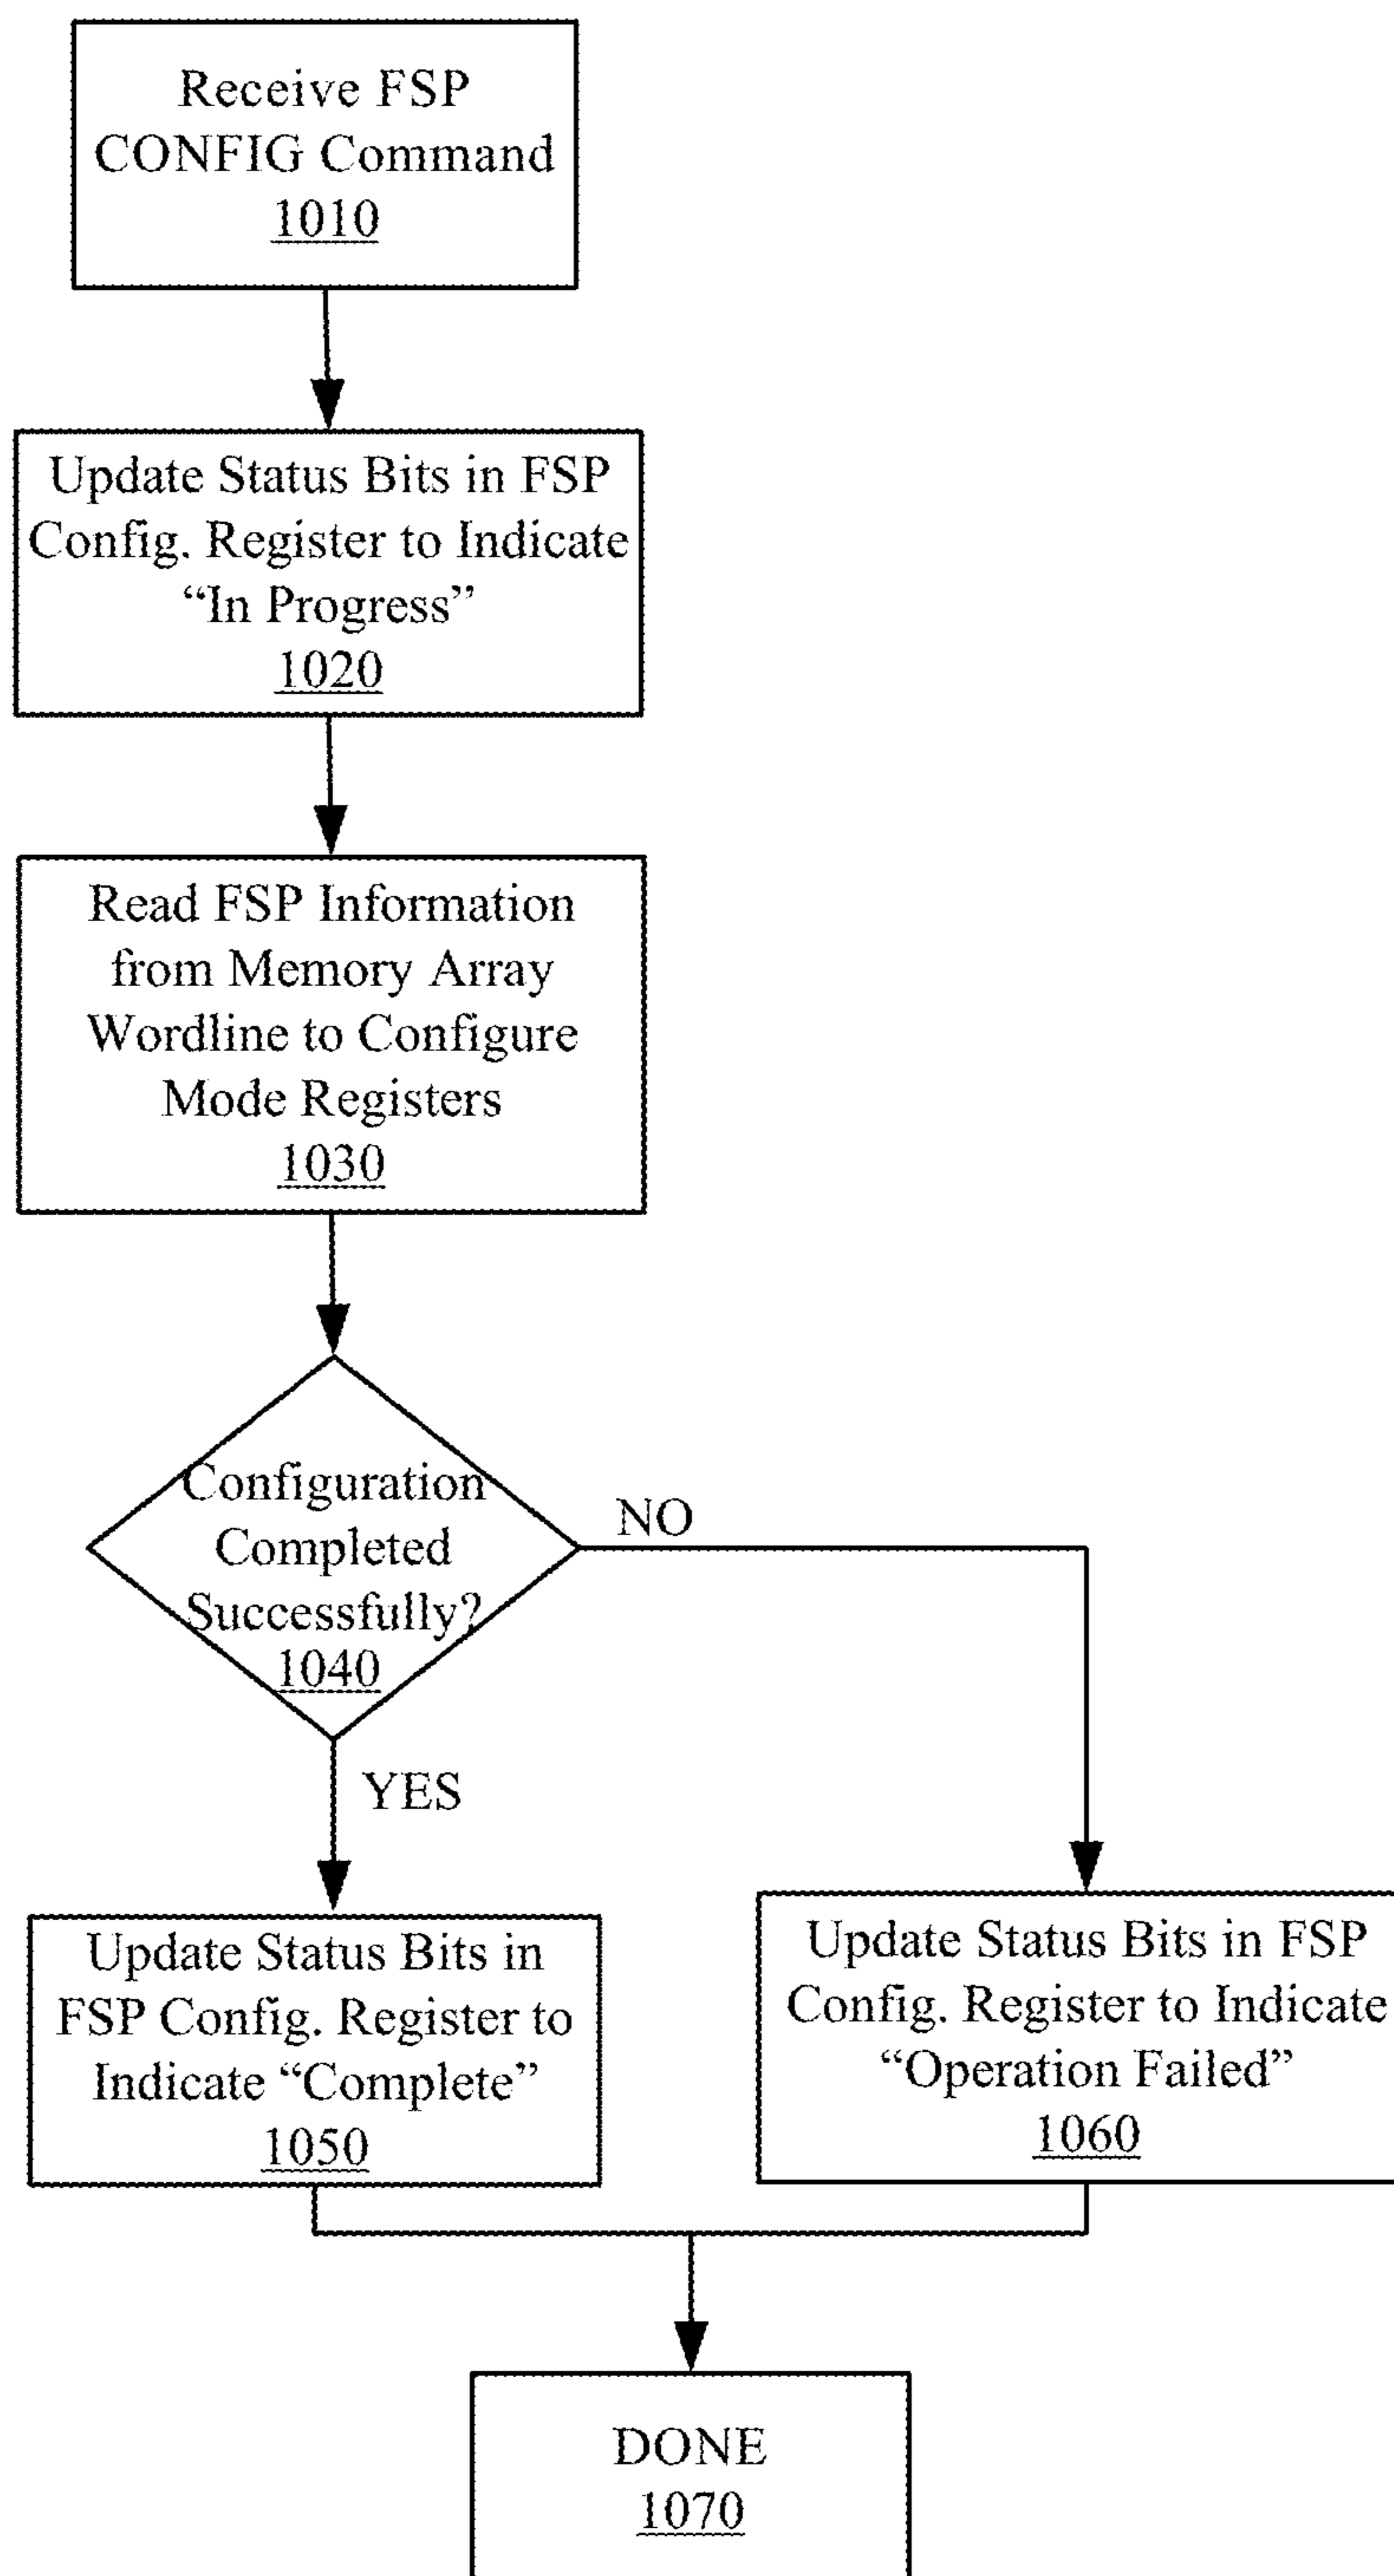 Receive FSP
CONFIG Command
1010
Update Status Bits in FSP
Config. Register to Indicate
“In Progress”
1020
Read FSP Information
from Memory Array
Wordline to Configure
Mode Registers
1030
Configuration
Completed
Successfully?
1040
NO
YES
Update Status Bits in
FSP Config. Register to
Indicate “Complete”
1050
Update Status Bits in FSP
Config. Register to Indicate
“Operation Failed”
1060
DONE
1070